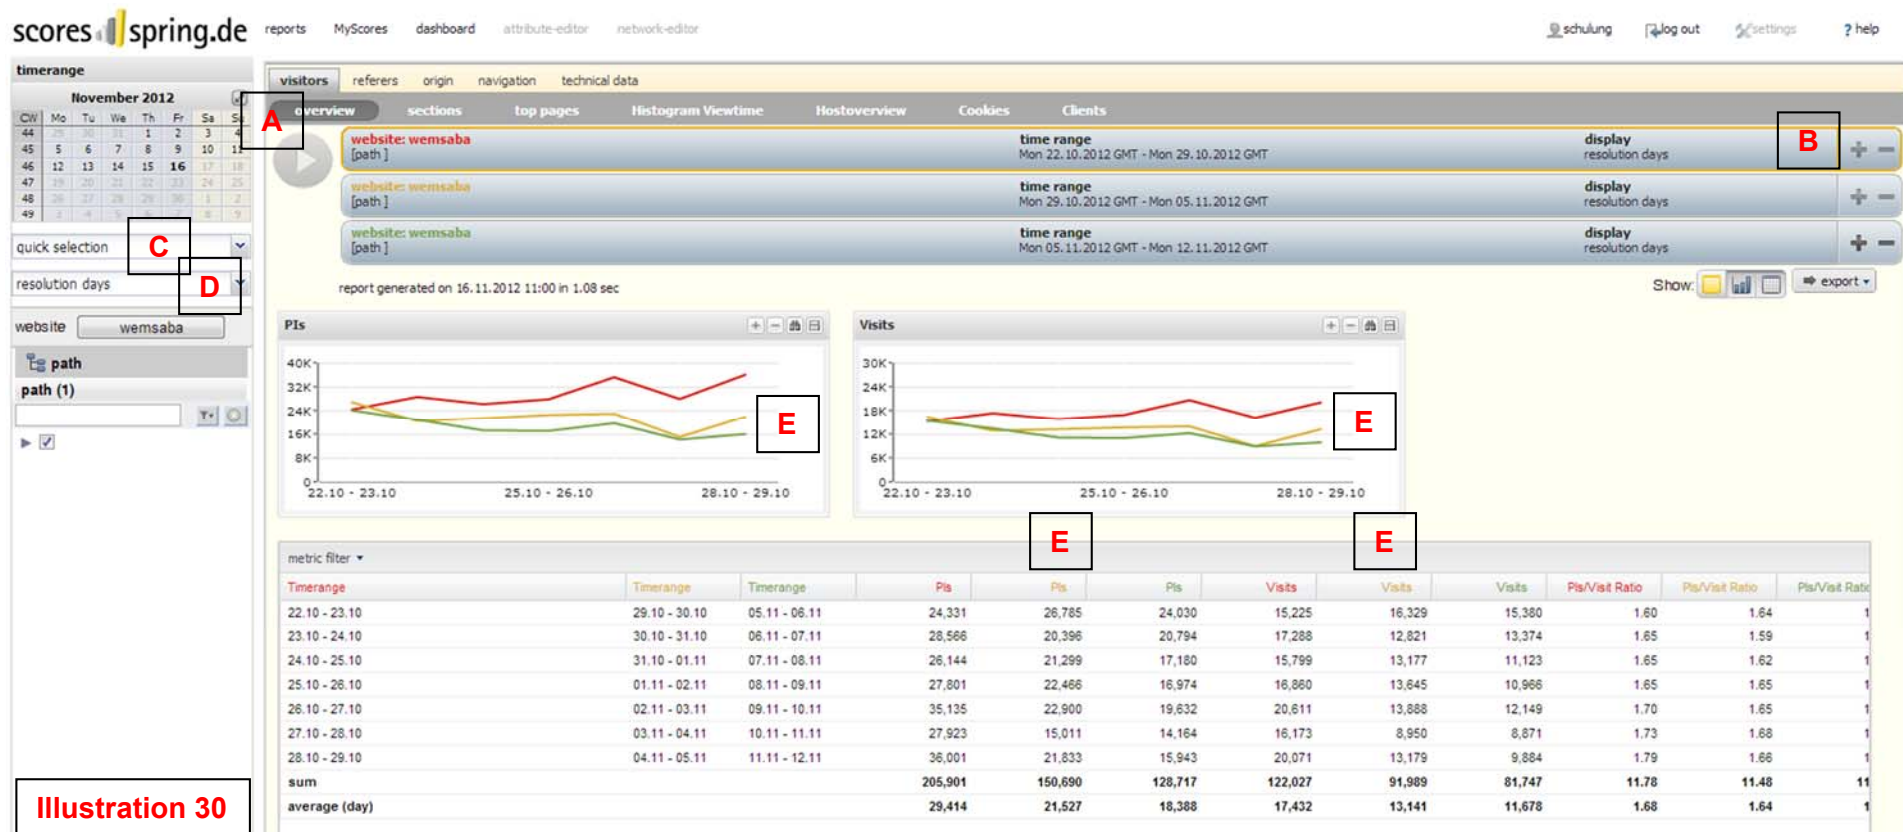 scores spring.de reports MyScores dashboard attribute-editor network-editor schulung log out settings ? help
timerange
November 2012
CW Mo Tu We Th Fr Sa Su
44 29 30 31 1 2 3 4
45 5 6 7 8 9 10 11
46 12 13 14 15 16 17 18
47 19 20 21 22 23 24 25
48 26 27 28 29 30 1 2
49 3 4 5 6 7 8 9
quick selection
C
resolution days
D
website wemsaba
path
path (1)
Illustration 30
visitors referers origin navigation technical data
A
overview sections top pages Histogram Viewtime Hostoverview Cookies Clients
website: wemsaba time range display
[path ] Mon 22.10.2012 GMT - Mon 29.10.2012 GMT resolution days
B
website: wemsaba time range display
[path ] Mon 29.10.2012 GMT - Mon 05.11.2012 GMT resolution days
website: wemsaba time range display
[path ] Mon 05.11.2012 GMT - Mon 12.11.2012 GMT resolution days
report generated on 16.11.2012 11:00 in 1.08 sec
Show: export
PIs
40K
32K
24K
16K
8K
0
22.10 - 23.10 25.10 - 26.10 28.10 - 29.10
E
Visits
30K
24K
18K
12K
6K
0
22.10 - 23.10 25.10 - 26.10 28.10 - 29.10
E
E E
metric filter
Timerange Timerange Timerange PIs PIs PIs Visits Visits Visits PIs/Visit Ratio PIs/Visit Ratio PIs/Visit Ratio
22.10 - 23.10 29.10 - 30.10 05.11 - 06.11 24,331 26,785 24,030 15,225 16,329 15,380 1.60 1.64 1
23.10 - 24.10 30.10 - 31.10 06.11 - 07.11 28,566 20,396 20,794 17,288 12,821 13,374 1.65 1.59 1
24.10 - 25.10 31.10 - 01.11 07.11 - 08.11 26,144 21,299 17,180 15,799 13,177 11,123 1.65 1.62 1
25.10 - 26.10 01.11 - 02.11 08.11 - 09.11 27,801 22,466 16,974 16,860 13,645 10,966 1.65 1.65 1
26.10 - 27.10 02.11 - 03.11 09.11 - 10.11 35,135 22,900 19,632 20,611 13,888 12,149 1.70 1.65 1
27.10 - 28.10 03.11 - 04.11 10.11 - 11.11 27,923 15,011 14,164 16,173 8,950 8,871 1.73 1.68 1
28.10 - 29.10 04.11 - 05.11 11.11 - 12.11 36,001 21,833 15,943 20,071 13,179 9,884 1.79 1.66 1
sum 205,901 150,690 128,717 122,027 91,989 81,747 11.78 11.48 11
average (day) 29,414 21,527 18,388 17,432 13,141 11,678 1.68 1.64 1